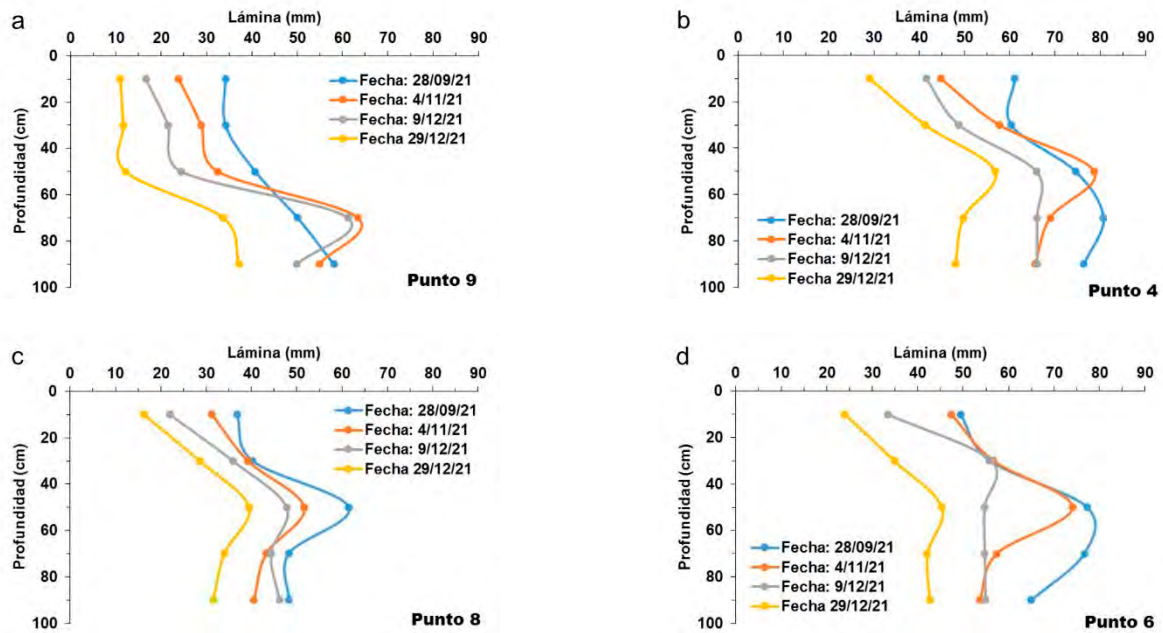 a
Lámina (mm)
0 10 20 30 40 50 60 70 80 90
0
20
40
60
80
100
Profundidad (cm)
Fecha: 28/09/21
Fecha: 4/11/21
Fecha: 9/12/21
Fecha 29/12/21
Punto 9
b
Lámina (mm)
0 10 20 30 40 50 60 70 80 90
0
20
40
60
80
100
Profundidad (cm)
Fecha: 28/09/21
Fecha: 4/11/21
Fecha: 9/12/21
Fecha 29/12/21
Punto 4
c
Lámina (mm)
0 10 20 30 40 50 60 70 80 90
0
20
40
60
80
100
Profundidad (cm)
Fecha: 28/09/21
Fecha: 4/11/21
Fecha: 9/12/21
Fecha 29/12/21
Punto 8
d
Lámina (mm)
0 10 20 30 40 50 60 70 80 90
0
20
40
60
80
100
Profundidad (cm)
Fecha: 28/09/21
Fecha: 4/11/21
Fecha: 9/12/21
Fecha 29/12/21
Punto 6